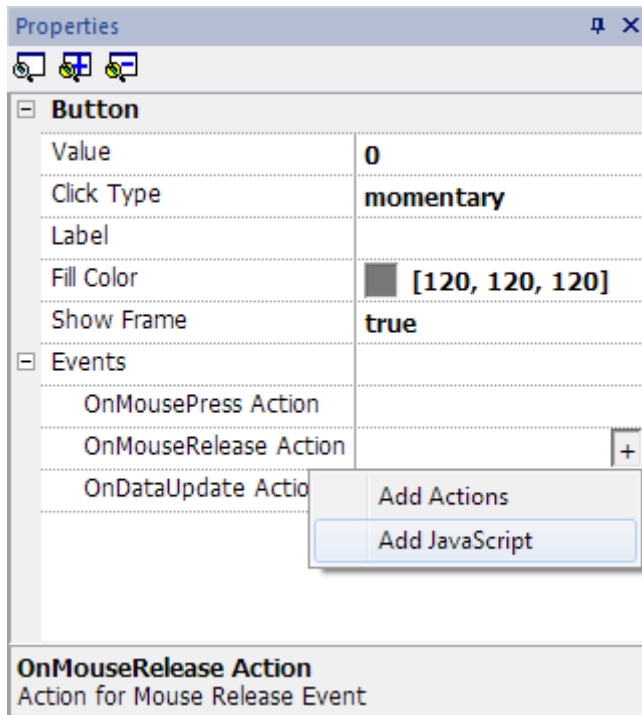 Properties
Button
Value 0
Click Type momentary
Label
Fill Color [120, 120, 120]
Show Frame true
Events
OnMousePress Action
OnMouseRelease Action +
OnDataUpdate Actio
Add Actions
Add JavaScript
OnMouseRelease Action
Action for Mouse Release Event